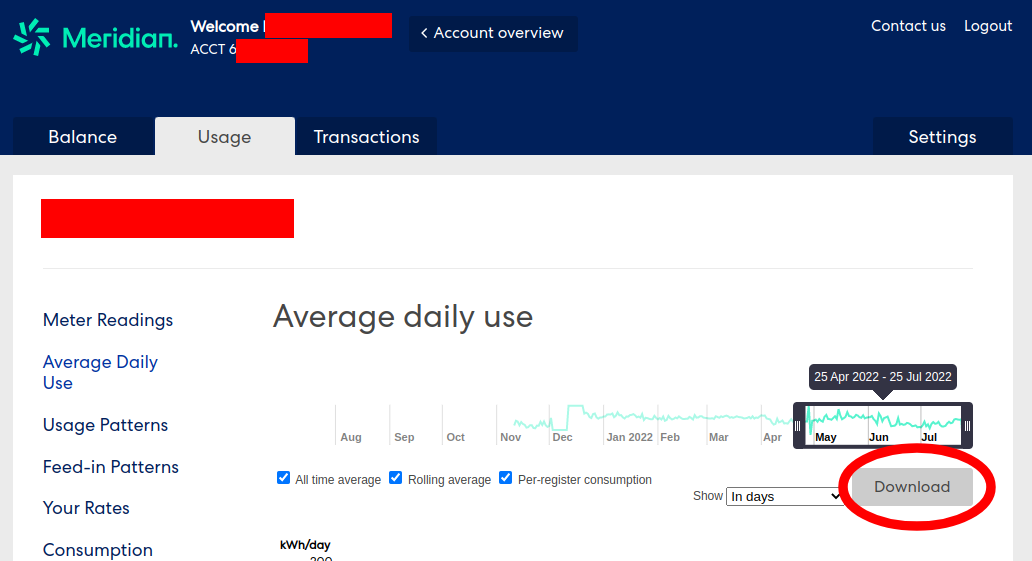 Meridian.
Welcome
ACCT 6
Account overview
Contact us
Logout
Balance
Usage
Transactions
Settings
Meter Readings
Average Daily
Use
Usage Patterns
Feed-in Patterns
Your Rates
Consumption
Average daily use
25 Apr 2022 - 25 Jul 2022
Aug Sep Oct Nov Dec Jan 2022 Feb Mar Apr May Jun Jul
All time average Rolling average Per-register consumption
Show In days
Download
kWh/day